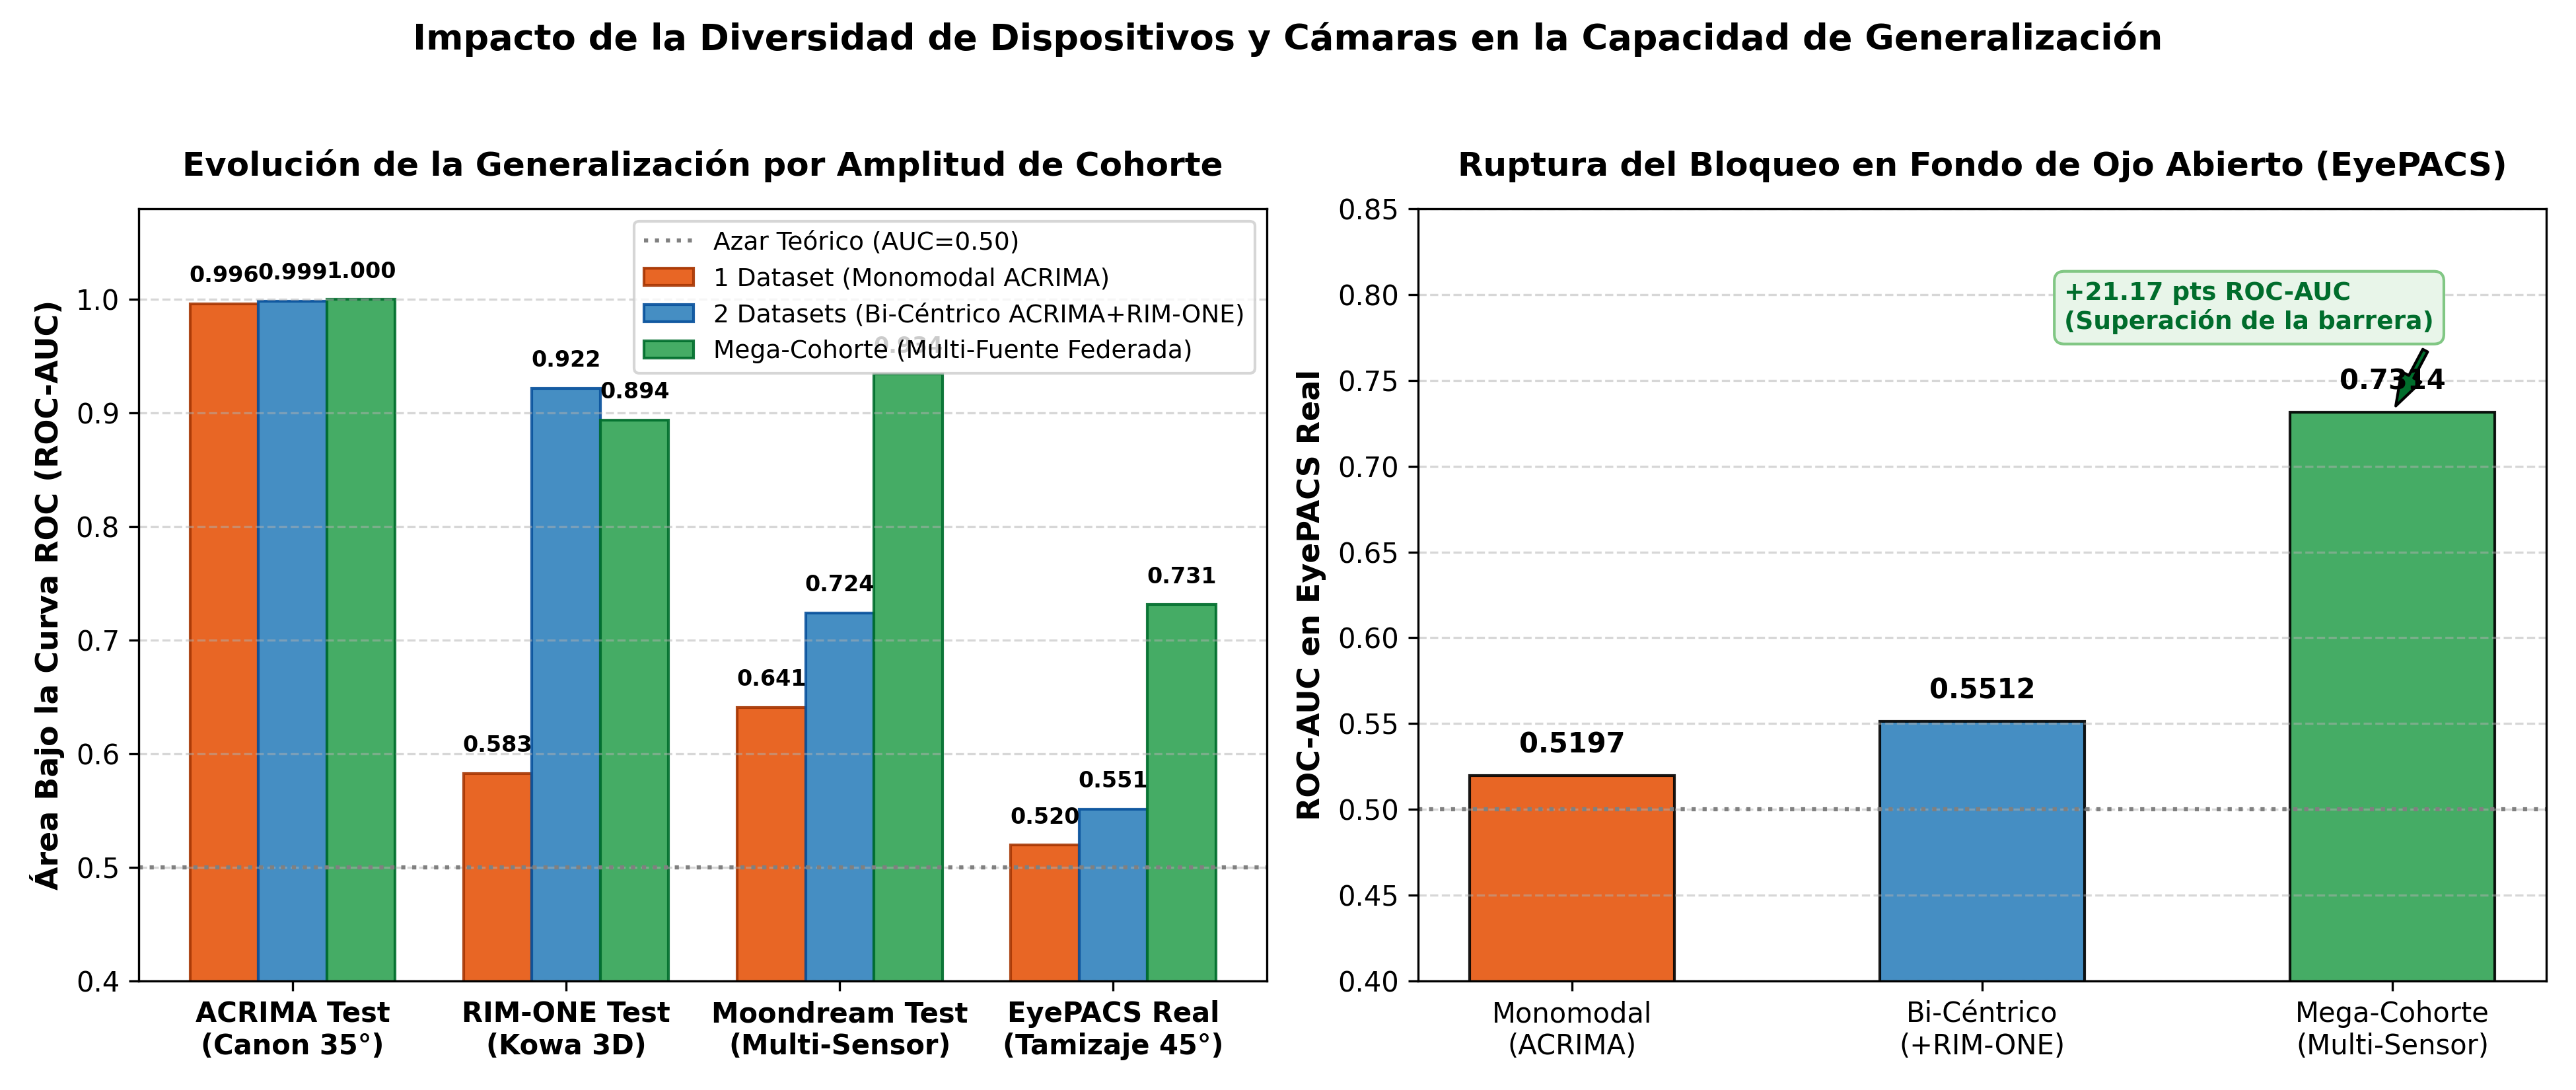 Impacto de la Diversidad de Dispositivos y Cámaras en la Capacidad de Generalización
Evolución de la Generalización por Amplitud de Cohorte
Área Bajo la Curva ROC (ROC-AUC)
1.0
0.9
0.8
0.7
0.6
0.5
0.4
Azar Teórico (AUC=0.50)
1 Dataset (Monomodal ACRIMA)
2 Datasets (Bi-Céntrico ACRIMA+RIM-ONE)
Mega-Cohorte (Multi-Fuente Federada)
0.996 0.999 1.000
0.583 0.922 0.894
0.641 0.724
0.520 0.551 0.731
ACRIMA Test
(Canon 35°)
RIM-ONE Test
(Kowa 3D)
Moondream Test
(Multi-Sensor)
EyePACS Real
(Tamizaje 45°)
Ruptura del Bloqueo en Fondo de Ojo Abierto (EyePACS)
ROC-AUC en EyePACS Real
0.85
0.80
0.75
0.70
0.65
0.60
0.55
0.50
0.45
0.40
+21.17 pts ROC-AUC
(Superación de la barrera)
0.5197
0.5512
0.7314
Monomodal
(ACRIMA)
Bi-Céntrico
(+RIM-ONE)
Mega-Cohorte
(Multi-Sensor)